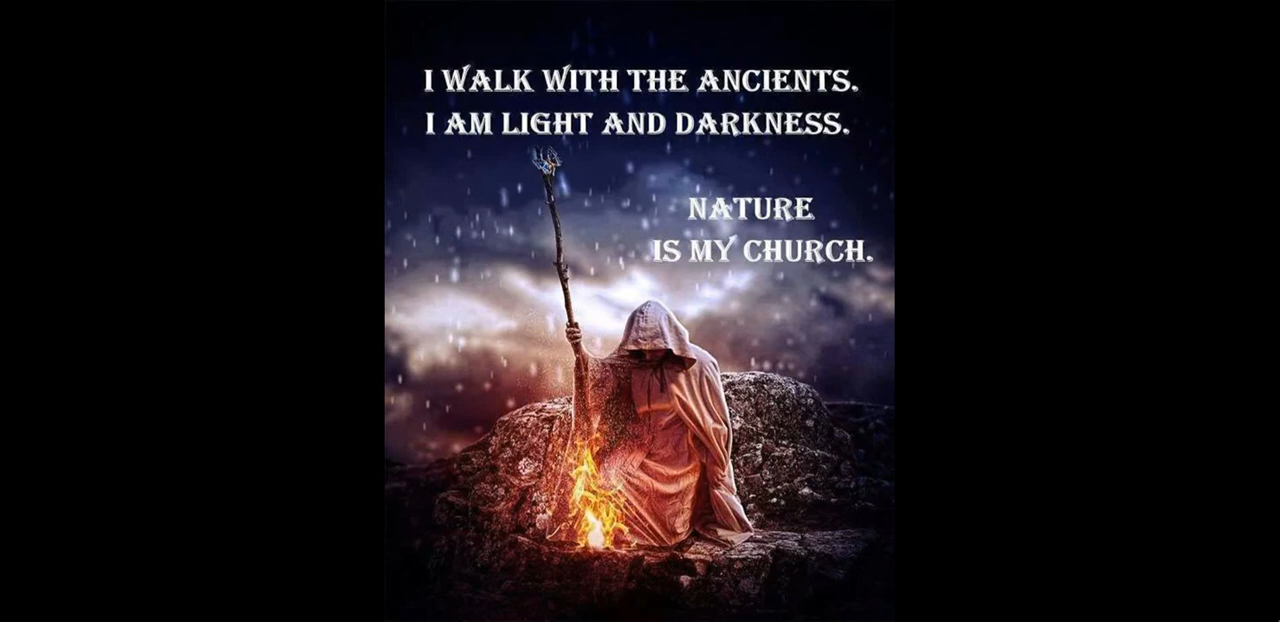 I WALK WITH THE ANCIENTS.
I AM LIGHT AND DARKNESS.
NATURE
IS MY CHURCH.